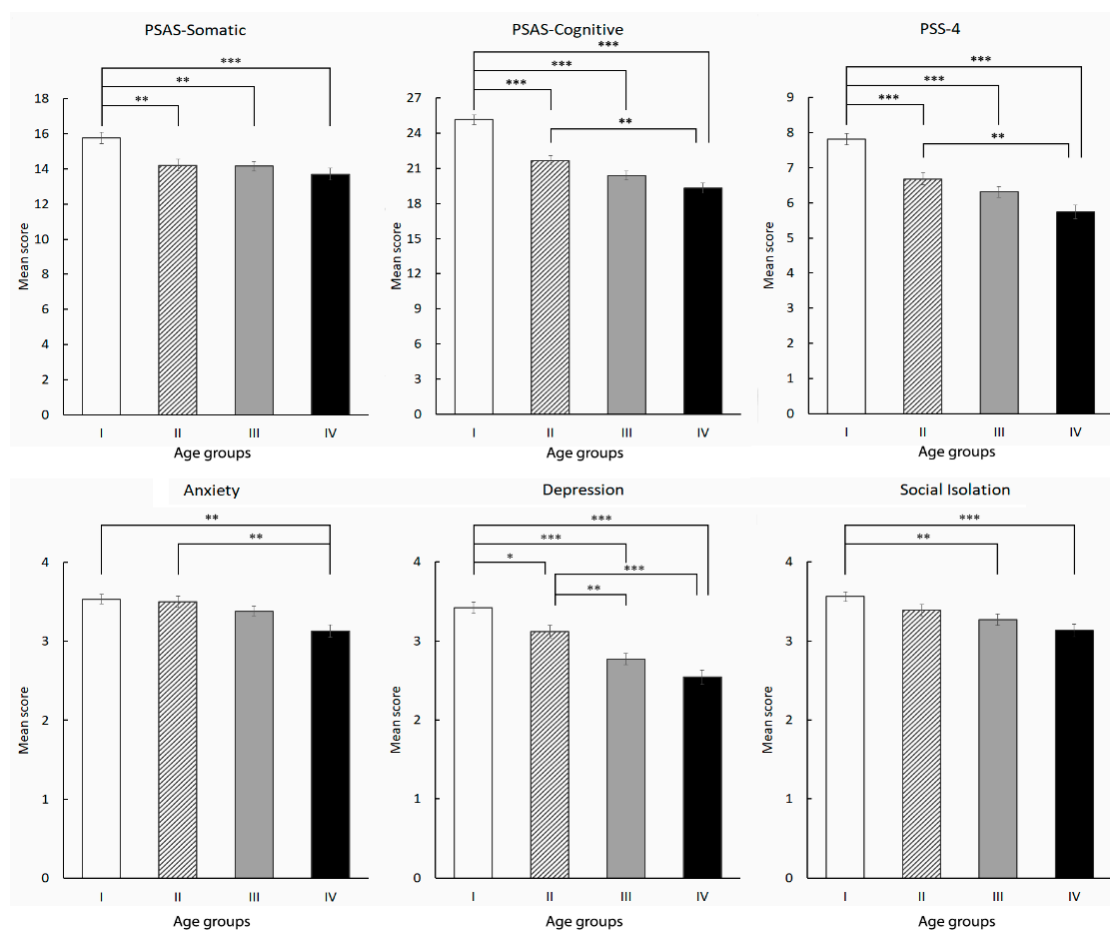 PSAS-Somatic
***
**
**
18
16
14
12
10
8
6
4
2
0
Mean score
I II III IV
Age groups
PSAS-Cognitive
***
***
***
**
27
24
21
18
15
12
9
6
3
0
Mean score
I II III IV
Age groups
PSS-4
***
***
***
**
9
8
7
6
5
4
3
2
1
0
Mean score
I II III IV
Age groups
Anxiety
**
**
4
3
2
1
0
Mean score
I II III IV
Age groups
Depression
***
***
*
***
**
4
3
2
1
0
Mean score
I II III IV
Age groups
Social Isolation
***
**
4
3
2
1
0
Mean score
I II III IV
Age groups